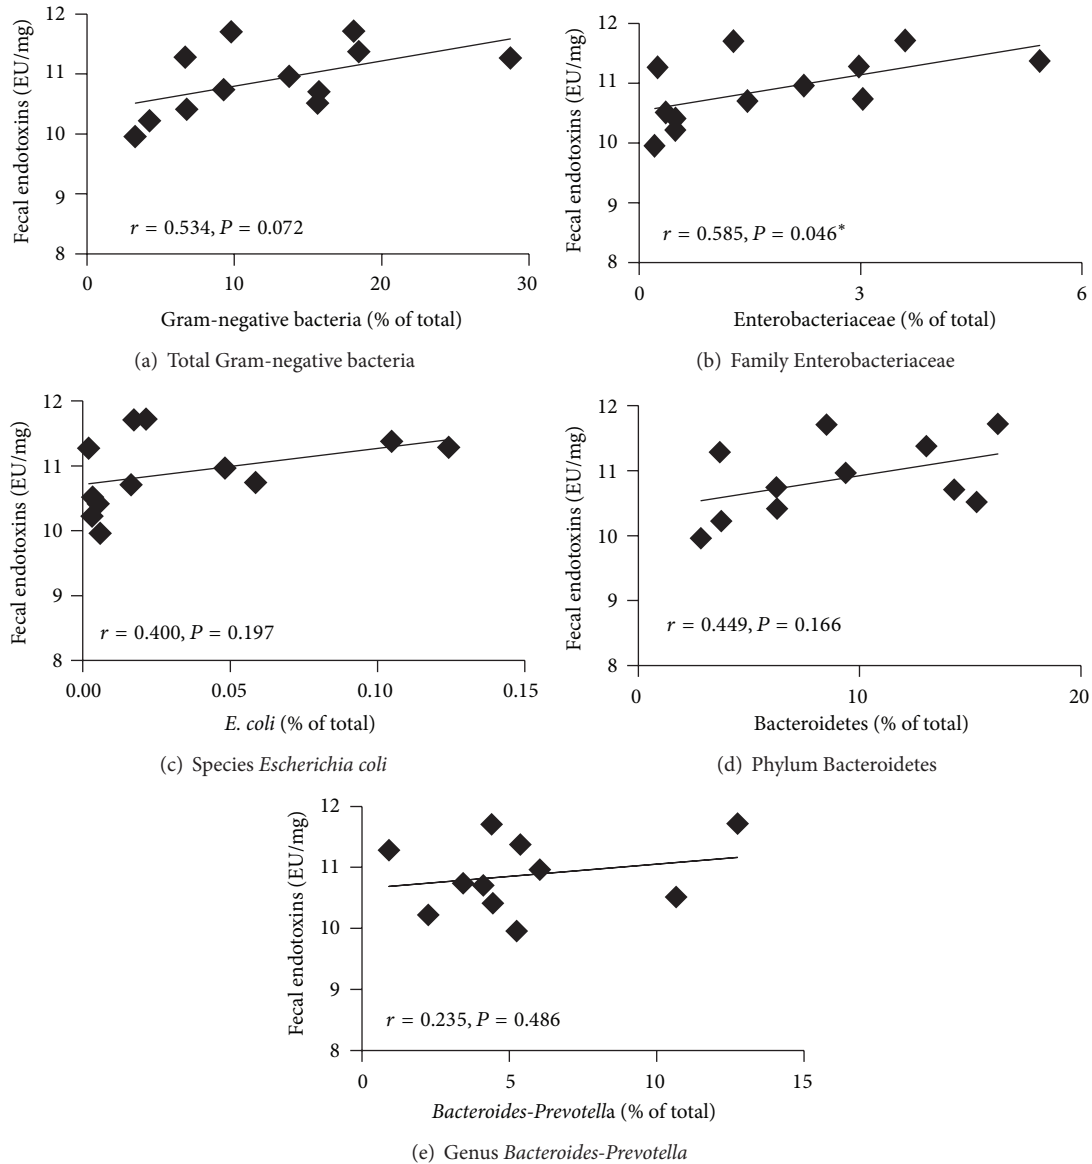 12
11
10
9
8
Fecal endotoxins (EU/mg)
r = 0.534, P = 0.072
0 10 20 30
Gram-negative bacteria (% of total)
(a) Total Gram-negative bacteria
12
11
10
9
8
Fecal endotoxins (EU/mg)
r = 0.585, P = 0.046*
0 3 6
Enterobacteriaceae (% of total)
(b) Family Enterobacteriaceae
12
11
10
9
8
Fecal endotoxins (EU/mg)
r = 0.400, P = 0.197
0.00 0.05 0.10 0.15
E. coli (% of total)
(c) Species Escherichia coli
12
11
10
9
8
Fecal endotoxins (EU/mg)
r = 0.449, P = 0.166
0 10 20
Bacteroidetes (% of total)
(d) Phylum Bacteroidetes
12
11
10
9
8
Fecal endotoxins (EU/mg)
r = 0.235, P = 0.486
0 5 10 15
Bacteroides-Prevotella (% of total)
(e) Genus Bacteroides-Prevotella